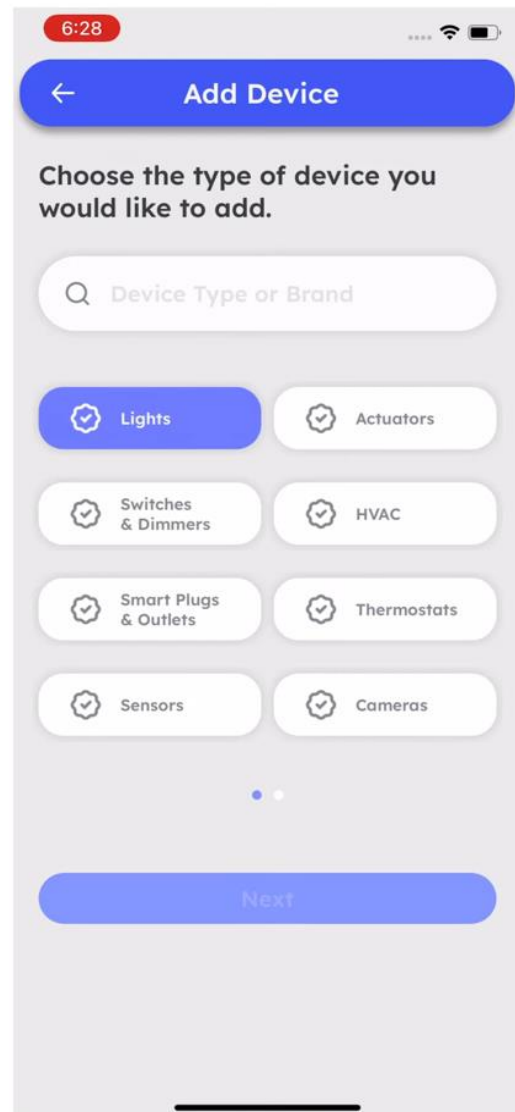 6:28
Add Device
Choose the type of device you
would like to add.
Device Type or Brand
Lights
Actuators
Switches
& Dimmers
HVAC
Smart Plugs
& Outlets
Thermostats
Sensors
Cameras
Next